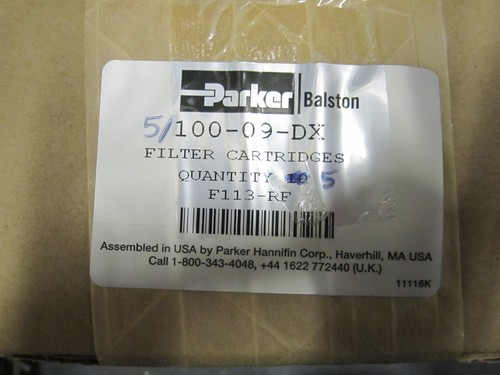 Parker Balston
5/100-09-DX
FILTER CARTRIDGES
QUANTITY 10 5
F113-RF
Assembled in USA by Parker Hannifin Corp., Haverhill, MA USA
Call 1-800-343-4048, +44 1622 772440 (U.K.)
11116K